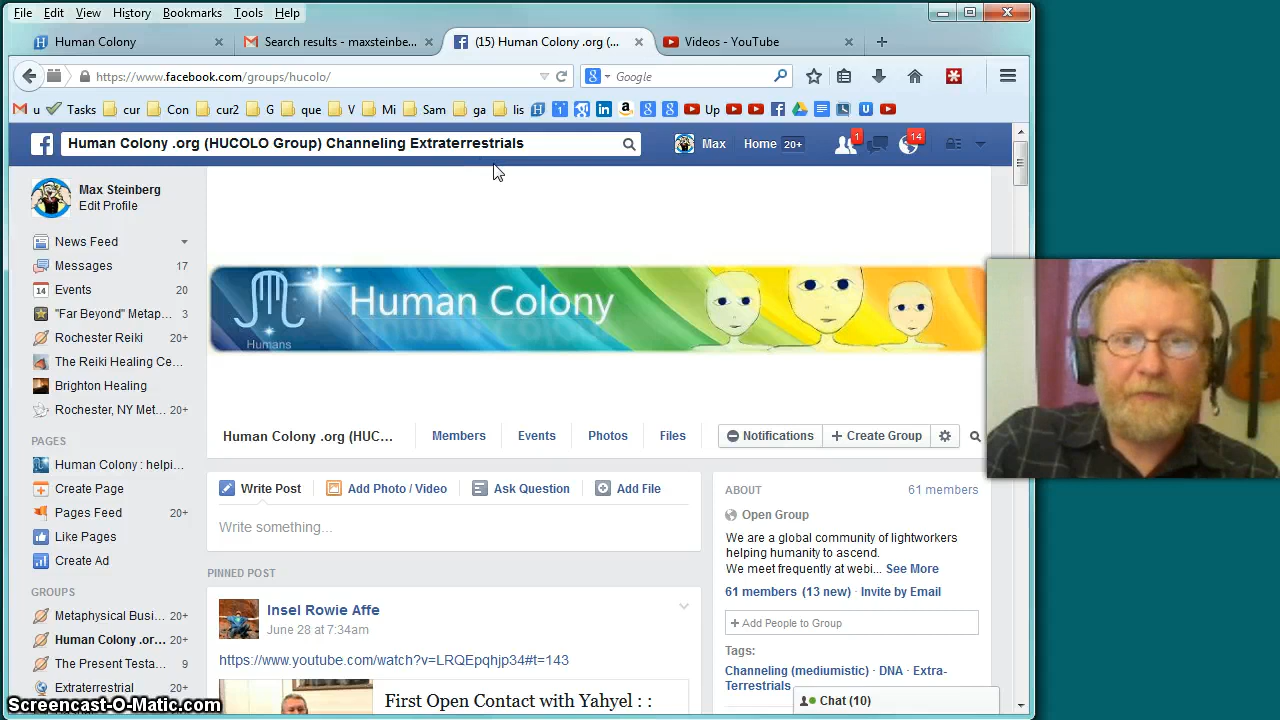 File Edit View History Bookmarks Tools Help
Human Colony
Search results - maxsteinbe...
(15) Human Colony .org (...
Videos - YouTube
https://www.facebook.com/groups/hucolo/
Google
u Tasks cur Con cur2 G que V Mi Sam ga lis Up
Human Colony .org (HUCOLO Group) Channeling Extraterrestrials
Max Home 20+ 1 14
Max Steinberg
Edit Profile
News Feed
Messages 17
Events 20
"Far Beyond" Metap... 3
Rochester Reiki 20+
The Reiki Healing Ce...
Brighton Healing
Rochester, NY Met... 20+
PAGES
Human Colony : helpi...
Create Page
Pages Feed 20+
Like Pages
Create Ad
GROUPS
Metaphysical Busi... 20+
Human Colony .or... 20+
The Present Testa... 9
Extraterrestrial 20+
Human Colony
Humans
Human Colony .org (HUC...
Members Events Photos Files
Notifications + Create Group
Write Post Add Photo / Video Ask Question Add File
Write something...
PINNED POST
Insel Rowie Affe
June 28 at 7:34am
https://www.youtube.com/watch?v=LRQEpqhjp34#t=143
First Open Contact with Yahyel : :
ABOUT 61 members
Open Group
We are a global community of lightworkers
helping humanity to ascend.
We meet frequently at webi... See More
61 members (13 new) · Invite by Email
+ Add People to Group
Tags:
Channeling (mediumistic) · DNA · Extra-
Terrestrials
Chat (10)
Screencast-O-Matic.com